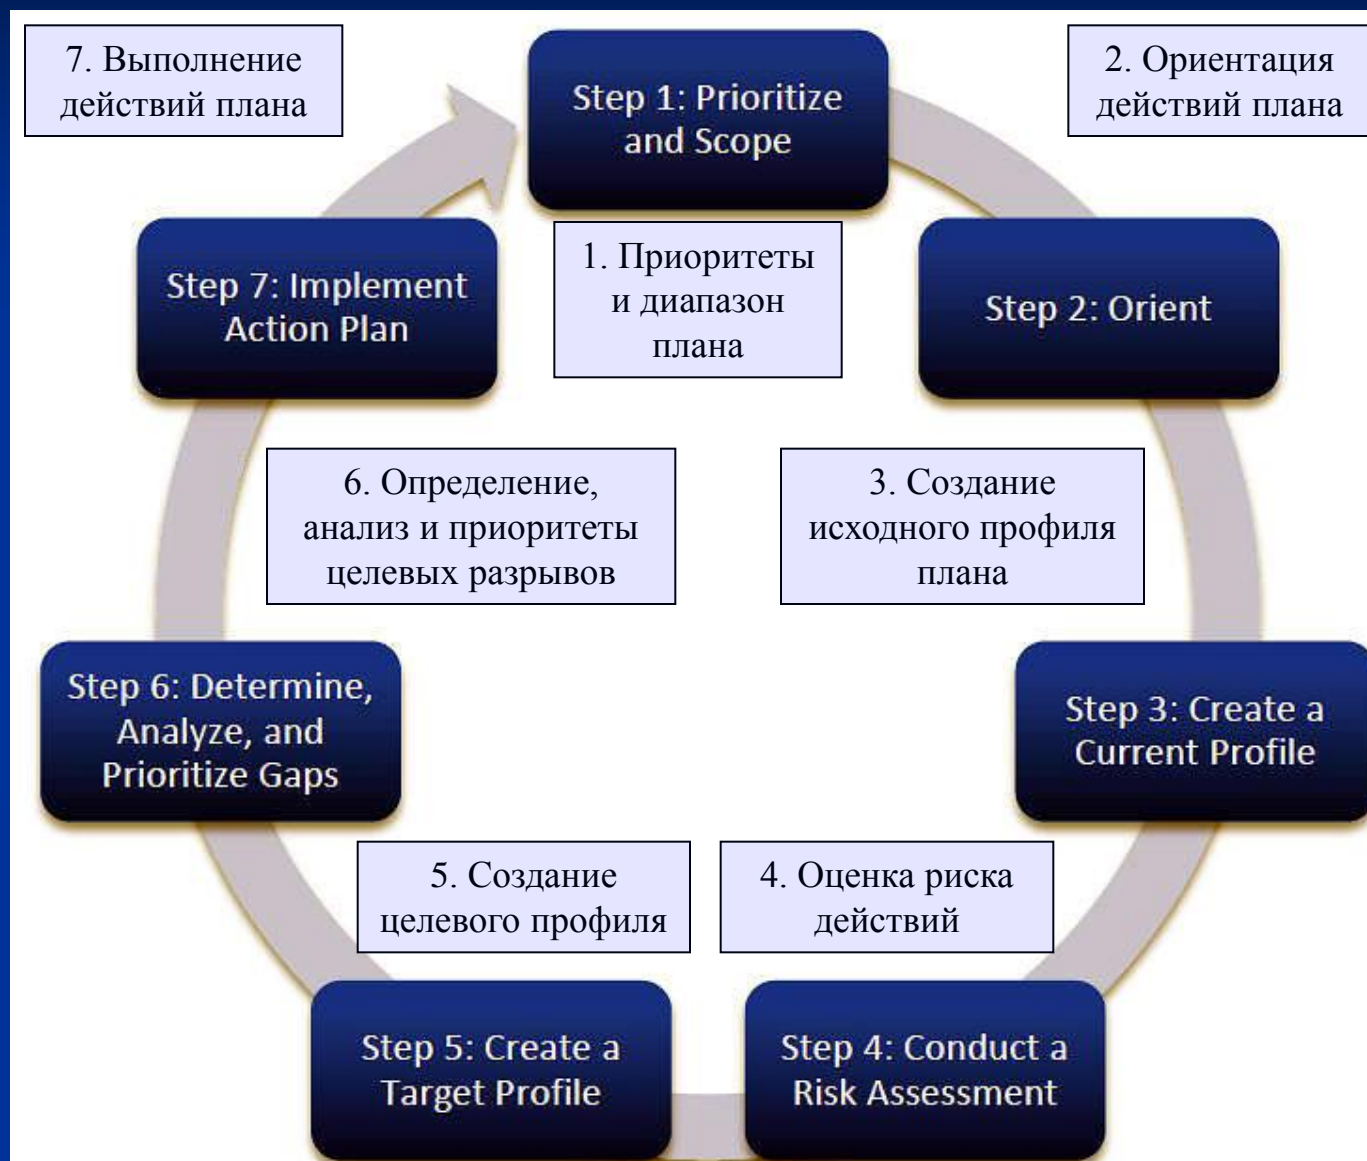 7. Выполнение
действий плана
Step 1: Prioritize
and Scope
2. Ориентация
действий плана
1. Приоритеты
и диапазон
плана
Step 7: Implement
Action Plan
Step 2: Orient
6. Определение,
анализ и приоритеты
целевых разрывов
3. Создание
исходного профиля
плана
Step 6: Determine,
Analyze, and
Prioritize Gaps
Step 3: Create a
Current Profile
5. Создание
целевого профиля
4. Оценка риска
действий
Step 5: Create a
Target Profile
Step 4: Conduct a
Risk Assessment